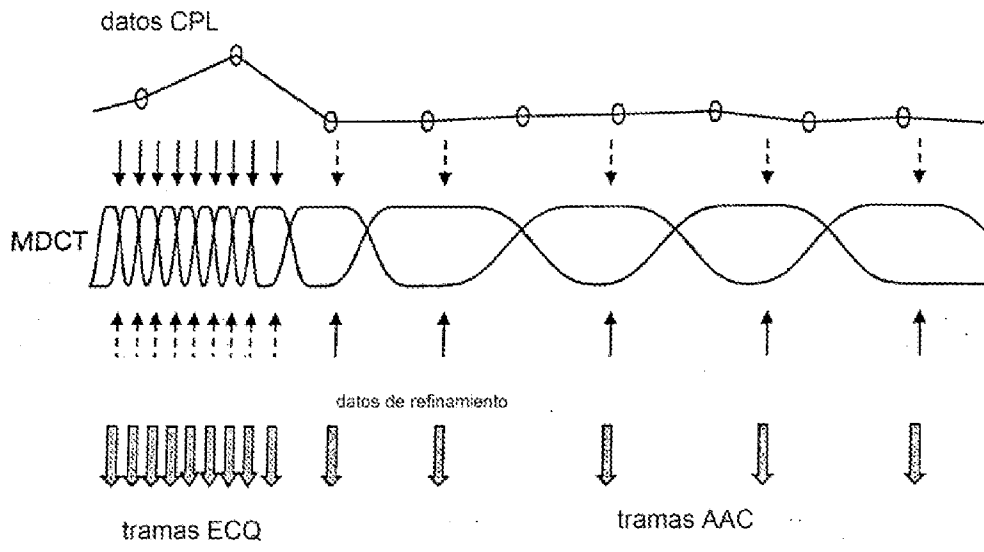 datos CPL
MDCT
datos de refinamiento
tramas ECQ
tramas AAC